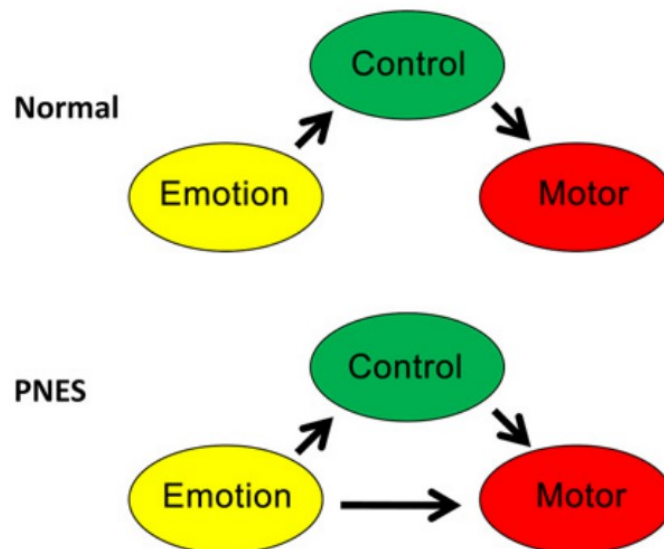 Control
Normal
Emotion
Motor
Control
PNES
Emotion
Motor